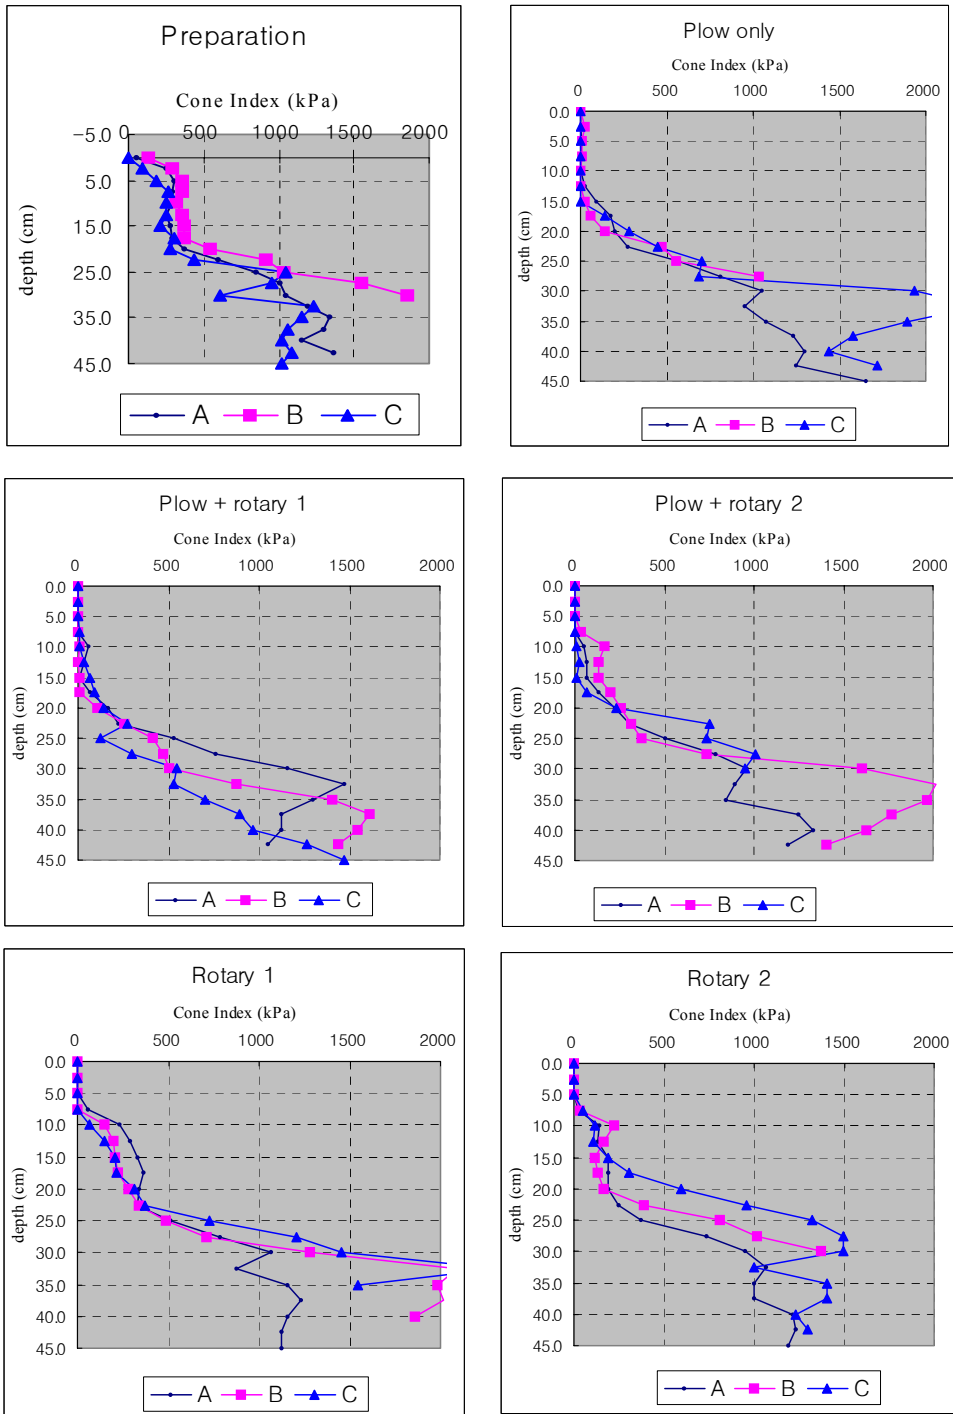 Preparation
Cone Index (kPa)
0 500 1000 1500 2000
-5.0
5.0
15.0
25.0
35.0
45.0
depth (cm)
A B C
Plow only
Cone Index (kPa)
0 500 1000 1500 2000
0.0
5.0
10.0
15.0
20.0
25.0
30.0
35.0
40.0
45.0
depth (cm)
A B C
Plow + rotary 1
Cone Index (kPa)
0 500 1000 1500 2000
0.0
5.0
10.0
15.0
20.0
25.0
30.0
35.0
40.0
45.0
depth (cm)
A B C
Plow + rotary 2
Cone Index (kPa)
0 500 1000 1500 2000
0.0
5.0
10.0
15.0
20.0
25.0
30.0
35.0
40.0
45.0
depth (cm)
A B C
Rotary 1
Cone Index (kPa)
0 500 1000 1500 2000
0.0
5.0
10.0
15.0
20.0
25.0
30.0
35.0
40.0
45.0
depth (cm)
A B C
Rotary 2
Cone Index (kPa)
0 500 1000 1500 2000
0.0
5.0
10.0
15.0
20.0
25.0
30.0
35.0
40.0
45.0
depth (cm)
A B C